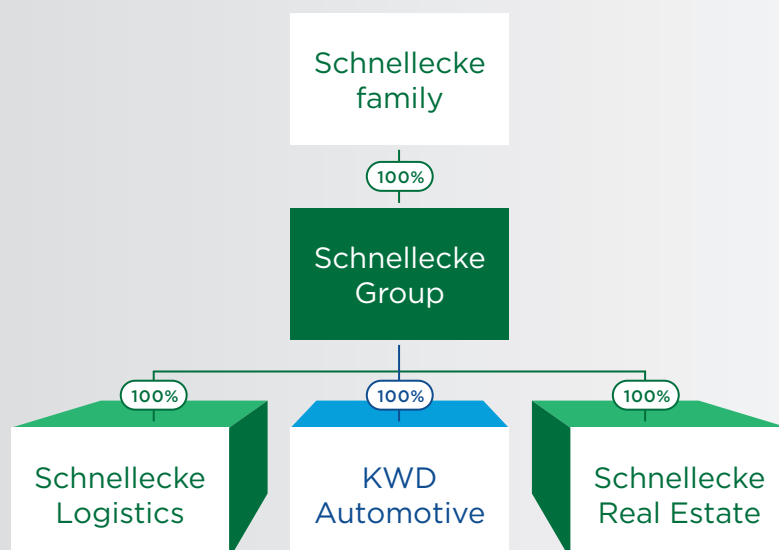 Schnellecke
family
100%
Schnellecke
Group
100%
100%
100%
Schnellecke
Logistics
KWD
Automotive
Schnellecke
Real Estate